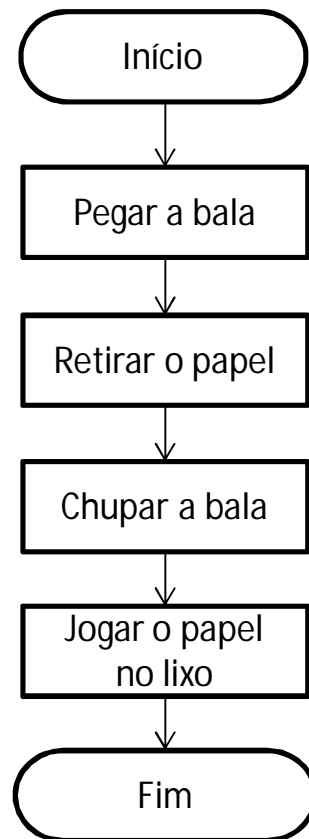 Início
Pegar a bala
Retirar o papel
Chupar a bala
Jogar o papel
no lixo
Fim